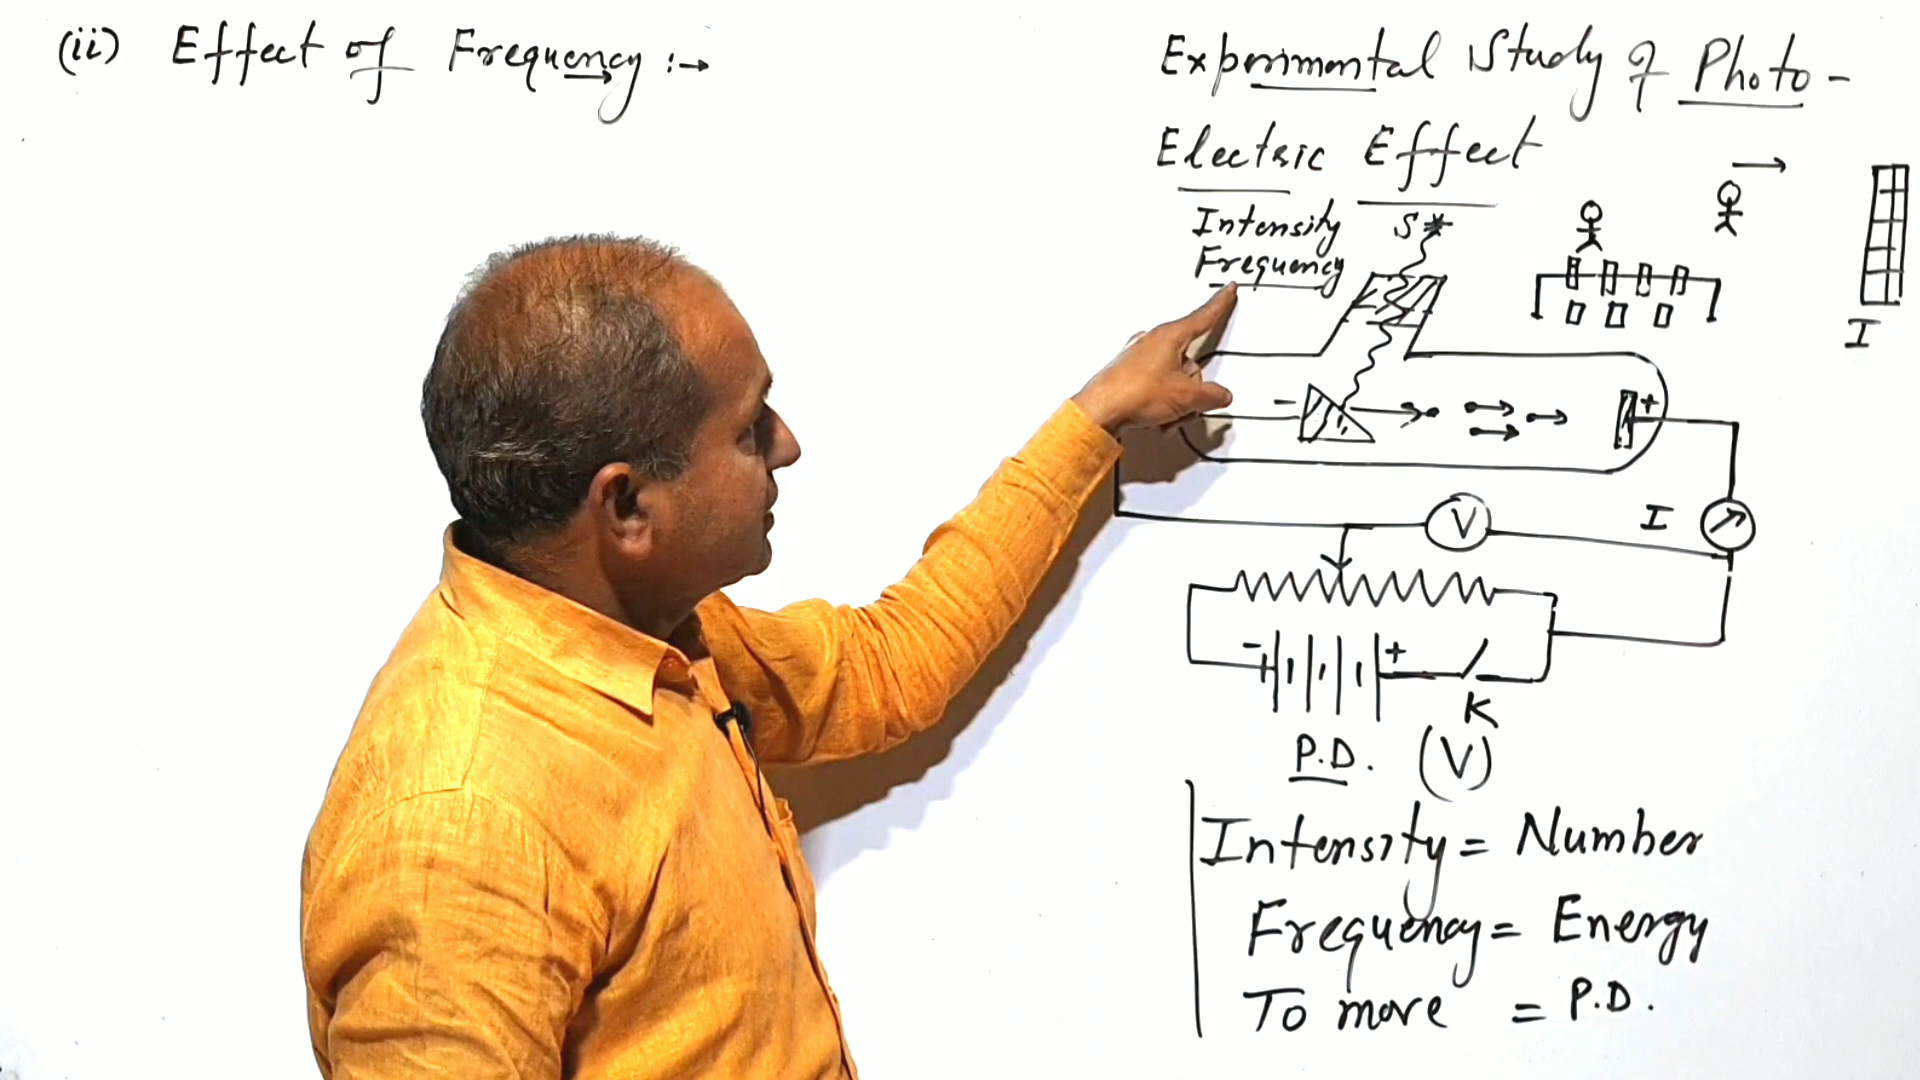 (ii) Effect of Frequency :→
Experimental Study of Photo-
Electric Effect
Intensity
Frequency
S*
I
- +
V
I
- +
K
P.D. (V)
Intensity = Number
Frequency = Energy
To move = P.D.